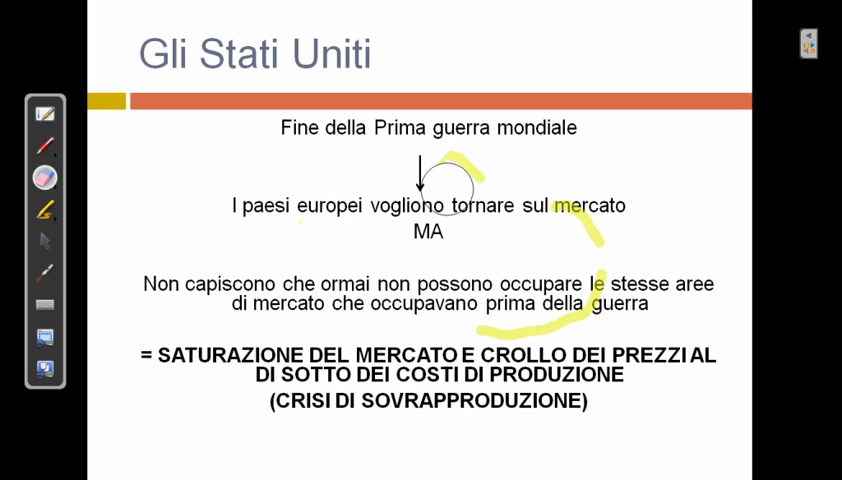 Gli Stati Uniti
Fine della Prima guerra mondiale
I paesi europei vogliono tornare sul mercato
MA
Non capiscono che ormai non possono occupare le stesse aree
di mercato che occupavano prima della guerra
= SATURAZIONE DEL MERCATO E CROLLO DEI PREZZI AL
DI SOTTO DEI COSTI DI PRODUZIONE
(CRISI DI SOVRAPPRODUZIONE)